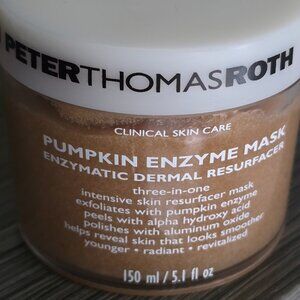 PETERTHOMASROTH
CLINICAL SKIN CARE
PUMPKIN ENZYME MASK
ENZYMATIC DERMAL RESURFACER
three-in-one
intensive skin resurfacer mask
exfoliates with pumpkin enzyme
peels with alpha hydroxy acid
polishes with aluminum oxide
helps reveal skin that looks smoother
younger • radiant • revitalized
150 ml / 5.1 fl oz